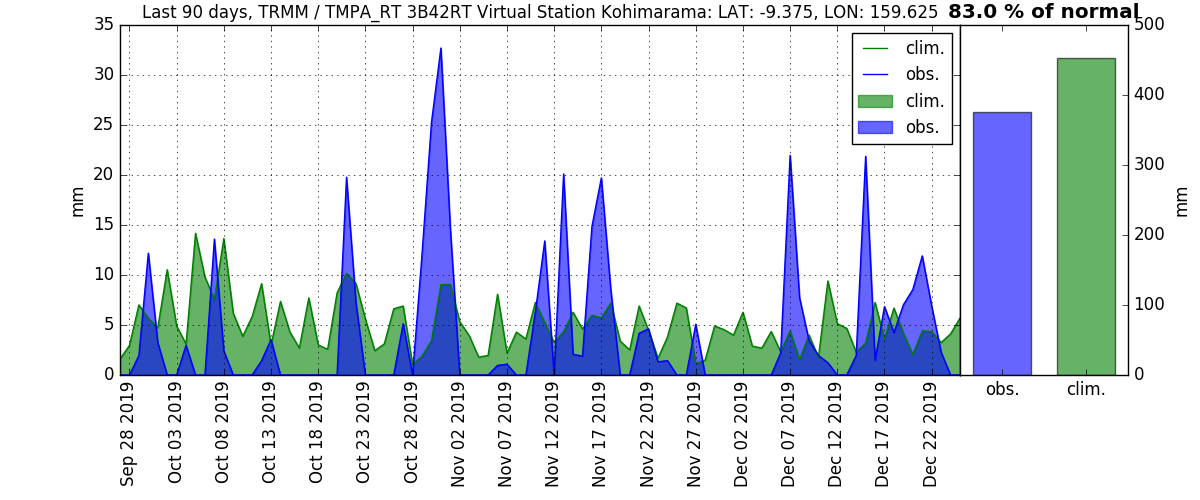 Last 90 days, TRMM / TMPA_RT 3B42RT Virtual Station Kohimarama: LAT: -9.375, LON: 159.625 83.0 % of normal
35
30
25
20
15
10
5
0
mm
clim.
obs.
clim.
obs.
500
400
300
200
100
0
mm
obs. clim.
Sep 28 2019
Oct 03 2019
Oct 08 2019
Oct 13 2019
Oct 18 2019
Oct 23 2019
Oct 28 2019
Nov 02 2019
Nov 07 2019
Nov 12 2019
Nov 17 2019
Nov 22 2019
Nov 27 2019
Dec 02 2019
Dec 07 2019
Dec 12 2019
Dec 17 2019
Dec 22 2019